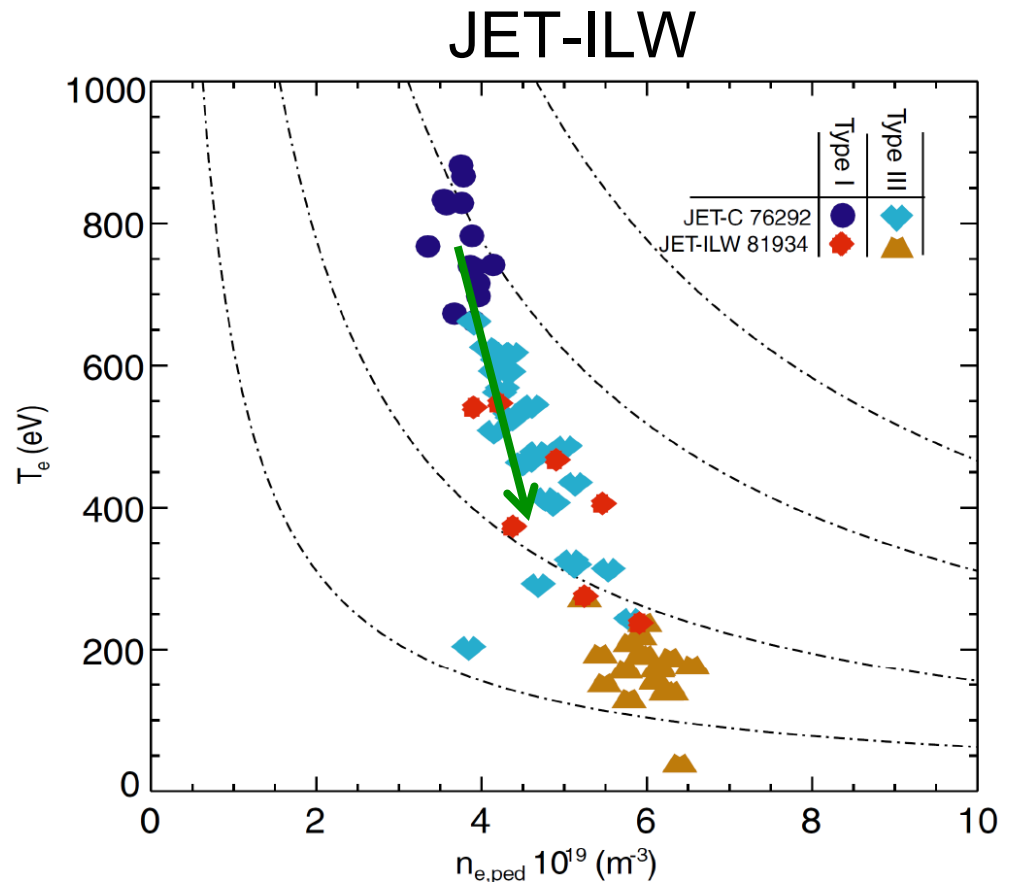 JET-ILW
1000
800
600
400
200
0
T_e (eV)
Type I
Type III
JET-C 76292
JET-ILW 81934
0 2 4 6 8 10
n_e,ped 10^19 (m^-3)